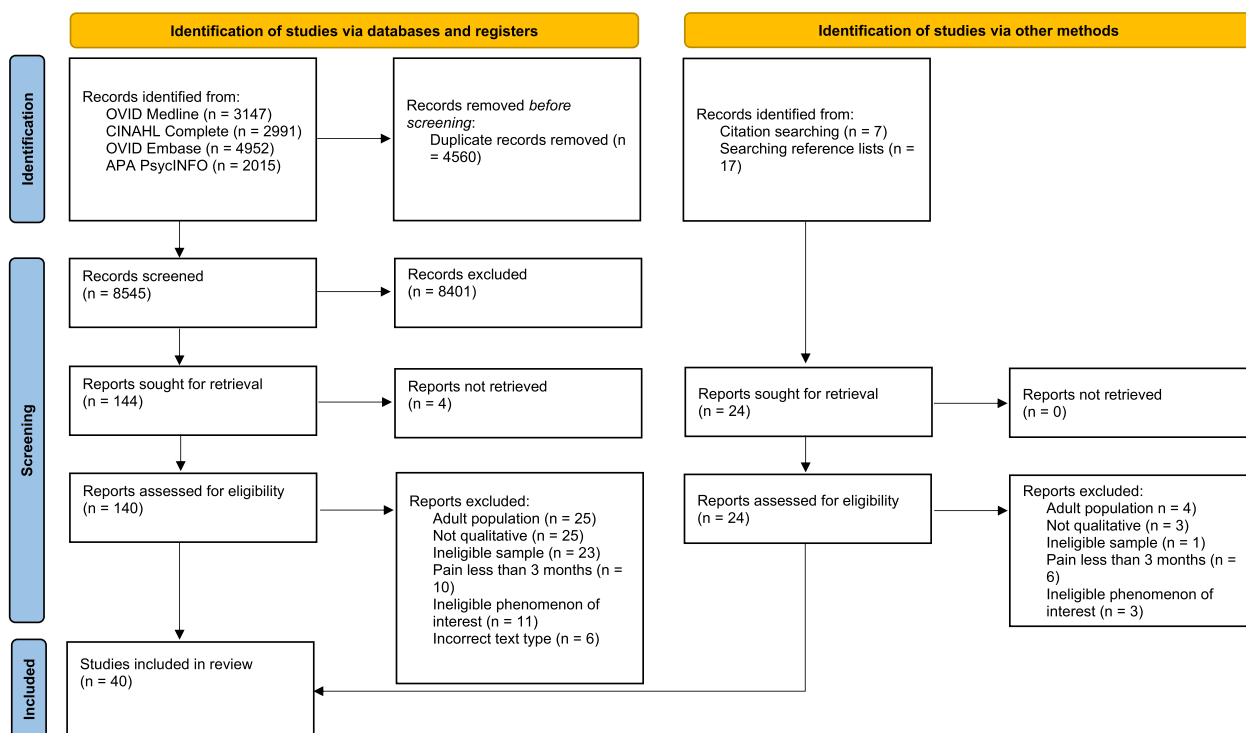 Identification of studies via databases and registers
Identification of studies via other methods
Identification
Records identified from:
OVID Medline (n = 3147)
CINAHL Complete (n = 2991)
OVID Embase (n = 4952)
APA PsycINFO (n = 2015)
Records removed before
screening:
Duplicate records removed (n
= 4560)
Records identified from:
Citation searching (n = 7)
Searching reference lists (n =
17)
Screening
Records screened
(n = 8545)
Records excluded
(n = 8401)
Reports sought for retrieval
(n = 144)
Reports not retrieved
(n = 4)
Reports sought for retrieval
(n = 24)
Reports not retrieved
(n = 0)
Reports assessed for eligibility
(n = 140)
Reports excluded:
Adult population (n = 25)
Not qualitative (n = 25)
Ineligible sample (n = 23)
Pain less than 3 months (n =
10)
Ineligible phenomenon of
interest (n = 11)
Incorrect text type (n = 6)
Reports assessed for eligibility
(n = 24)
Reports excluded:
Adult population n = 4)
Not qualitative (n = 3)
Ineligible sample (n = 1)
Pain less than 3 months (n =
6)
Ineligible phenomenon of
interest (n = 3)
Included
Studies included in review
(n = 40)